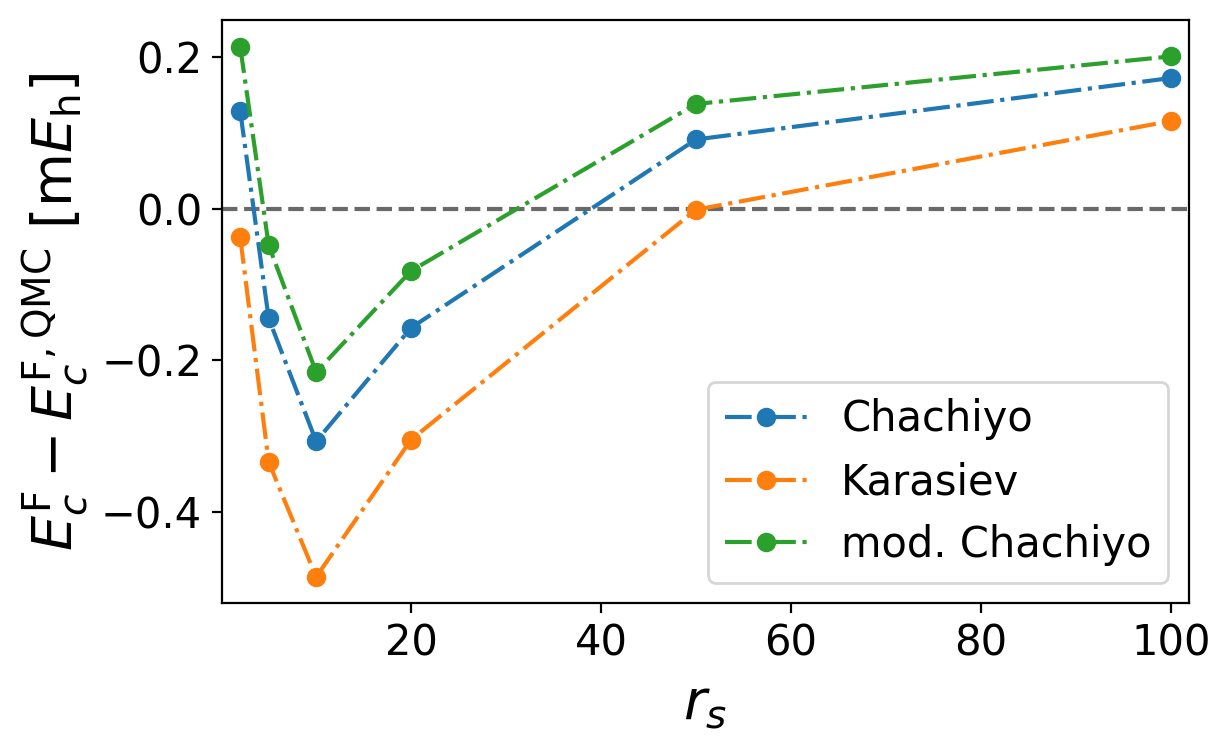 E_c^F − E_c^{F, QMC} [mE_h]
0.2
0.0
−0.2
−0.4
Chachiyo
Karasiev
mod. Chachiyo
20 40 60 80 100
r_s